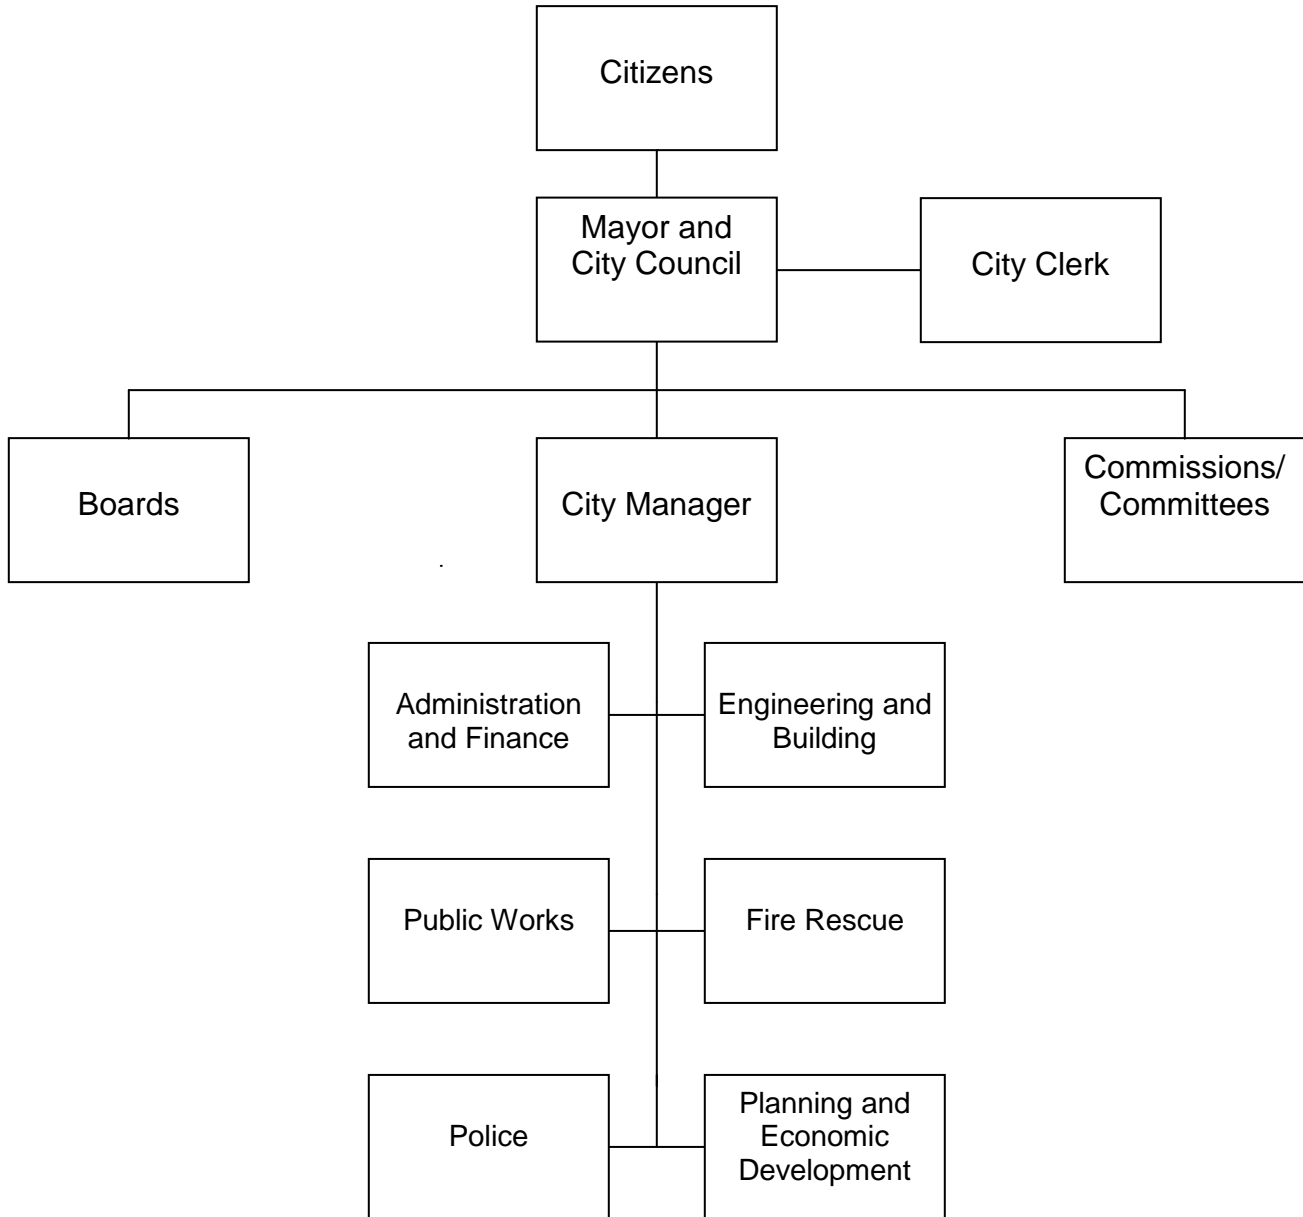 Citizens
Mayor and
City Council
City Clerk
Boards
City Manager
Commissions/
Committees
Administration
and Finance
Engineering and
Building
Public Works
Fire Rescue
Police
Planning and
Economic
Development